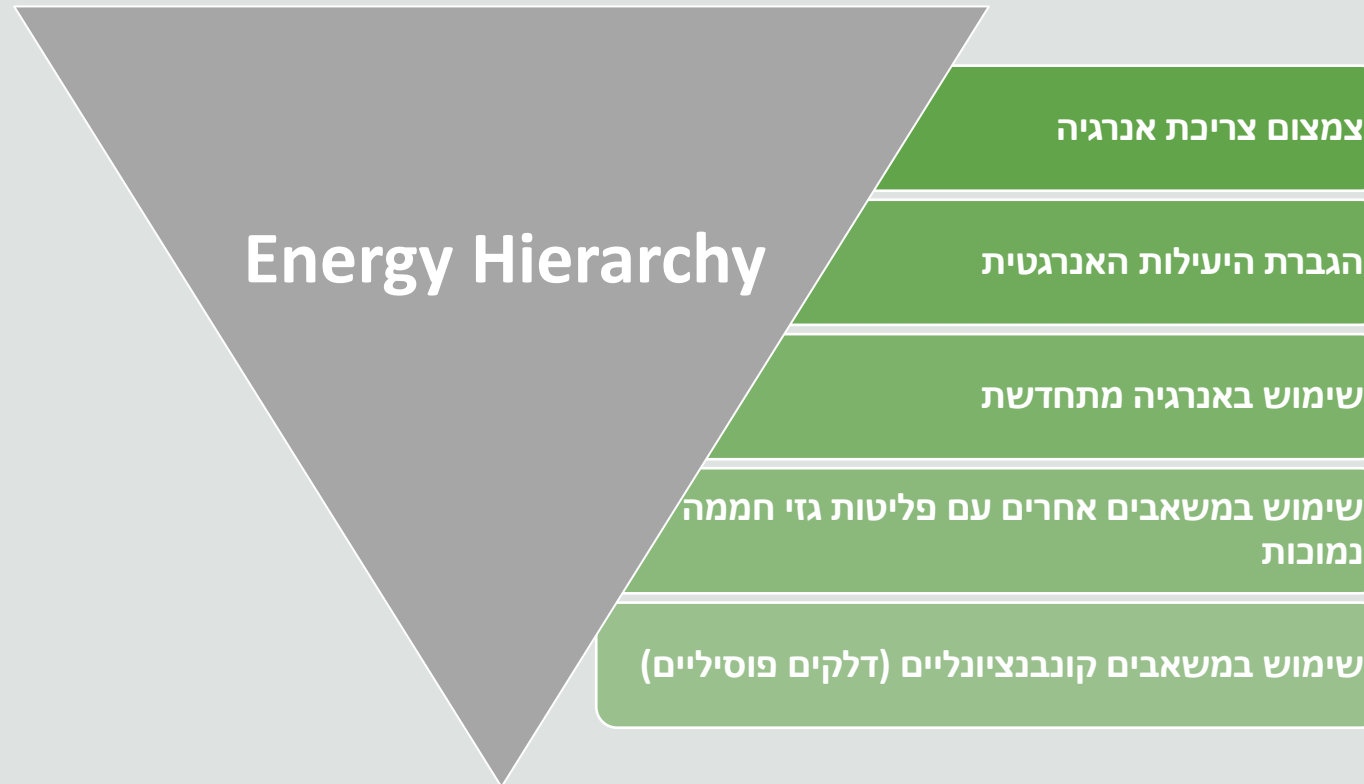 Energy Hierarchy
צמצום צריכת אנרגיה
הגברת היעילות האנרגטית
שימוש באנרגיה מתחדשת
שימוש במשאבים אחרים עם פליטות גזי חממה
נמוכות
שימוש במשאבים קונבנציונליים (דלקים פוסיליים)